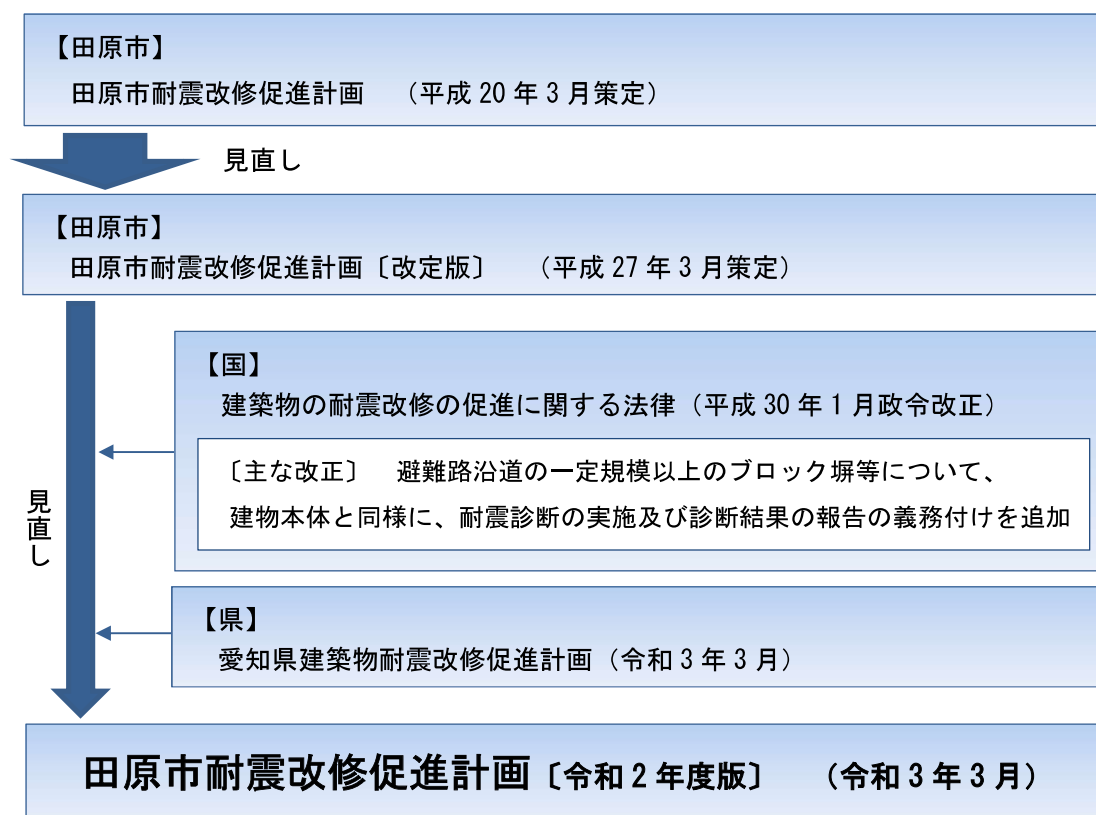 【田原市】
田原市耐震改修促進計画　（平成 20 年 3 月策定）
見直し
【田原市】
田原市耐震改修促進計画〔改定版〕　（平成 27 年 3 月策定）
見直し
【国】
建築物の耐震改修の促進に関する法律（平成 30 年 1 月政令改正）
〔主な改正〕　避難路沿道の一定規模以上のブロック塀等について、
建物本体と同様に、耐震診断の実施及び診断結果の報告の義務付けを追加
【県】
愛知県建築物耐震改修促進計画（令和 3 年 3 月）
田原市耐震改修促進計画〔令和 2 年度版〕　（令和 3 年 3 月）